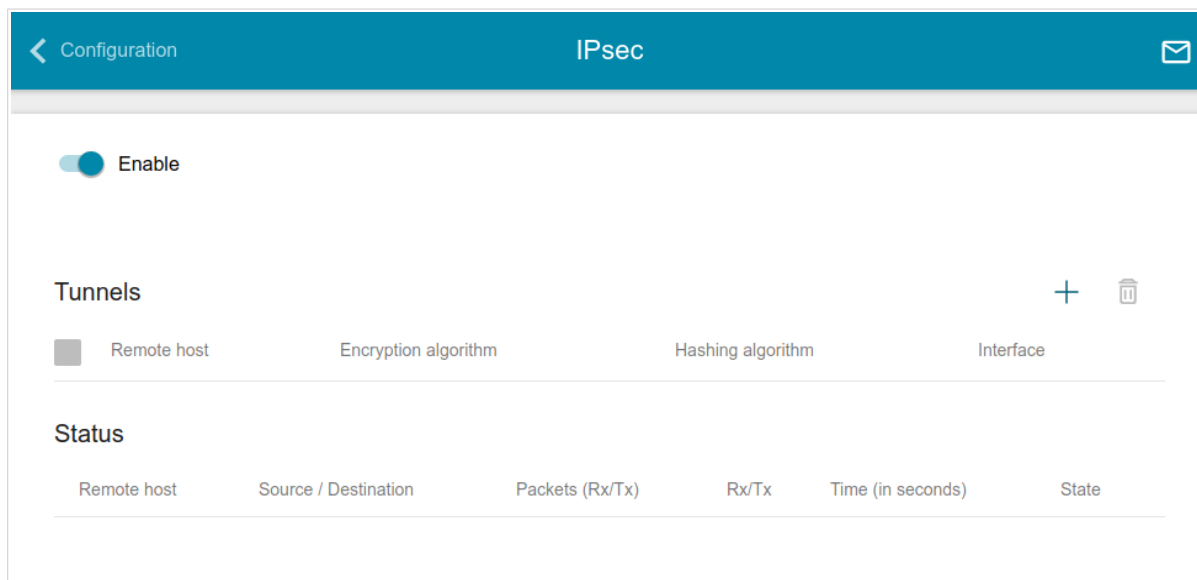 Configuration
IPsec
Enable
Tunnels
Remote host Encryption algorithm Hashing algorithm Interface
Status
Remote host Source / Destination Packets (Rx/Tx) Rx/Tx Time (in seconds) State